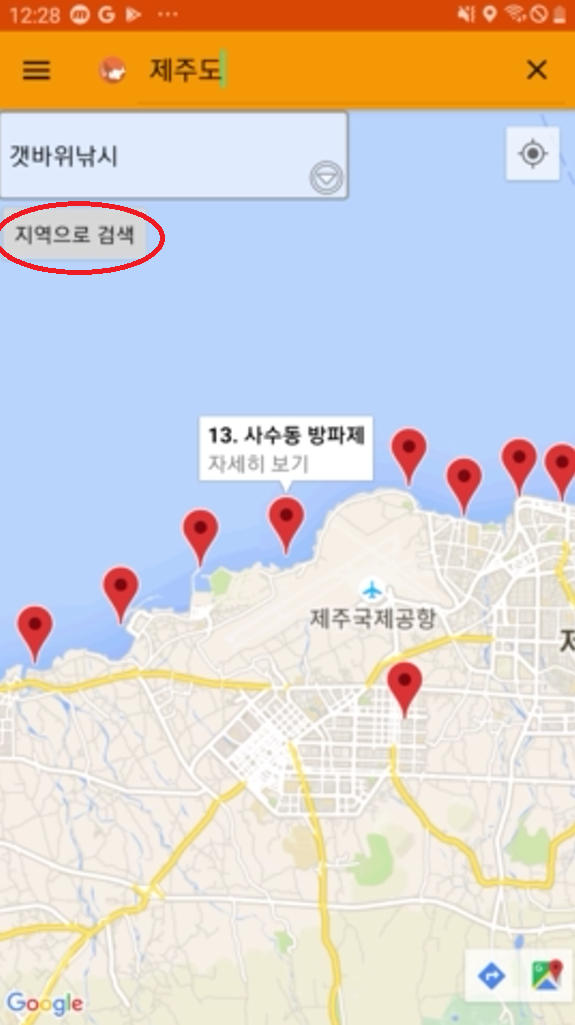 12:28
제주도
갯바위낚시
지역으로 검색
13. 사수동 방파제
자세히 보기
제주국제공항
Google